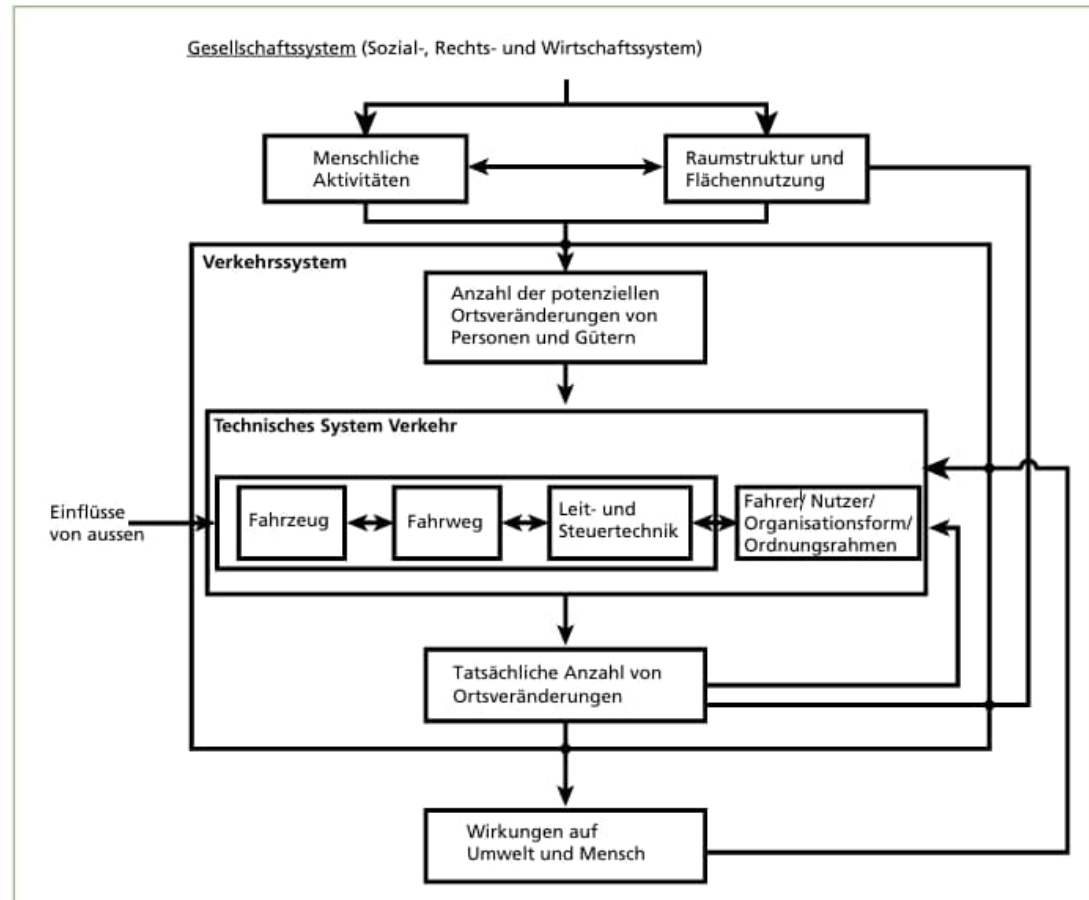 Gesellschaftssystem (Sozial-, Rechts- und Wirtschaftssystem)
Menschliche
Aktivitäten
Raumstruktur und
Flächennutzung
Verkehrssystem
Anzahl der potenziellen
Ortsveränderungen von
Personen und Gütern
Technisches System Verkehr
Einflüsse
von aussen
Fahrzeug
Fahrweg
Leit- und
Steuertechnik
Fahrer/ Nutzer/
Organisationsform/
Ordnungsrahmen
Tatsächliche Anzahl von
Ortsveränderungen
Wirkungen auf
Umwelt und Mensch